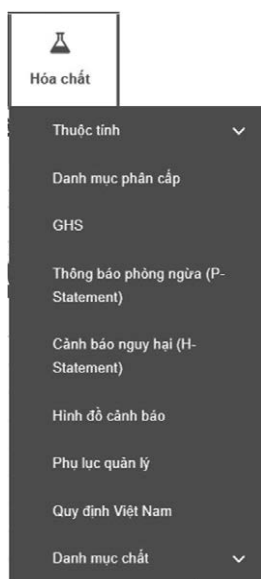 Hóa chất
Thuộc tính
Danh mục phân cấp
GHS
Thông báo phòng ngừa (P-
Statement)
Cảnh báo nguy hại (H-
Statement)
Hình đồ cảnh báo
Phụ lục quản lý
Quy định Việt Nam
Danh mục chất